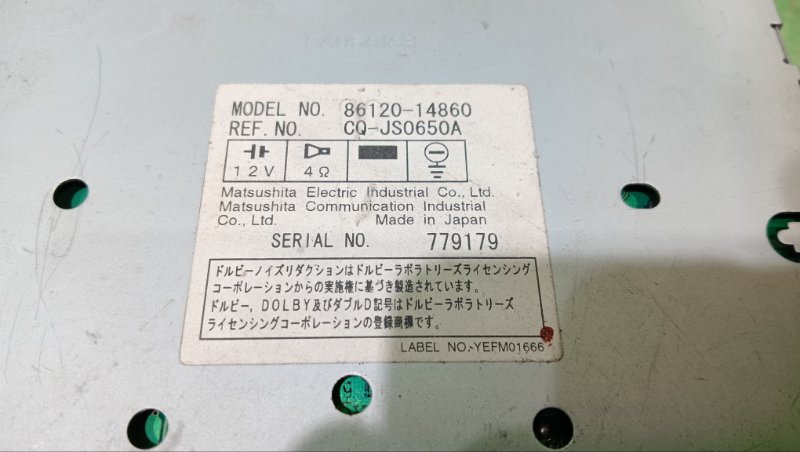 MODEL NO. 86120-14860
REF. NO. CQ-JS0650A
12V 4Ω
Matsushita Electric Industrial Co., Ltd.
Matsushita Communication Industrial
Co., Ltd. Made in Japan
SERIAL NO. 779179
ドルビーノイズリダクションはドルビーラボラトリーズライセンシング
コーポレーションからの実施権に基づき製造されています。
ドルビー, DOLBY及びダブルD記号はドルビーラボラトリーズ
ライセンシングコーポレーションの登録商標です。
LABEL NO. YEFM01666